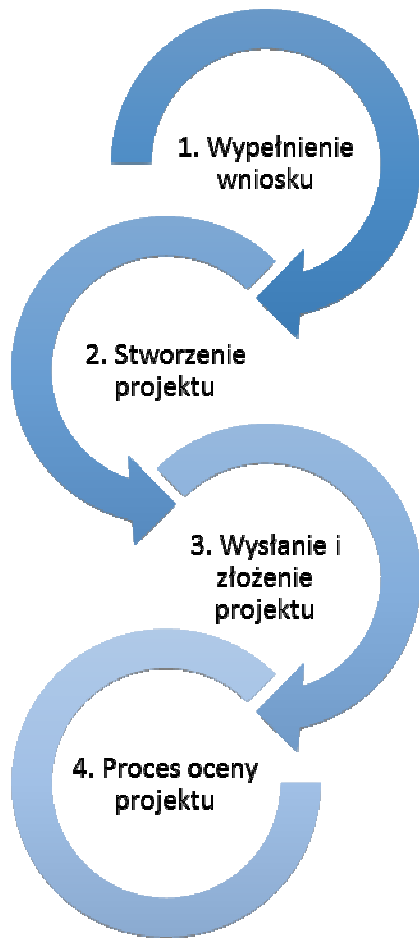 1. Wypełnienie
wniosku
2. Stworzenie
projektu
3. Wysłanie i
złożenie
projektu
4. Proces oceny
projektu